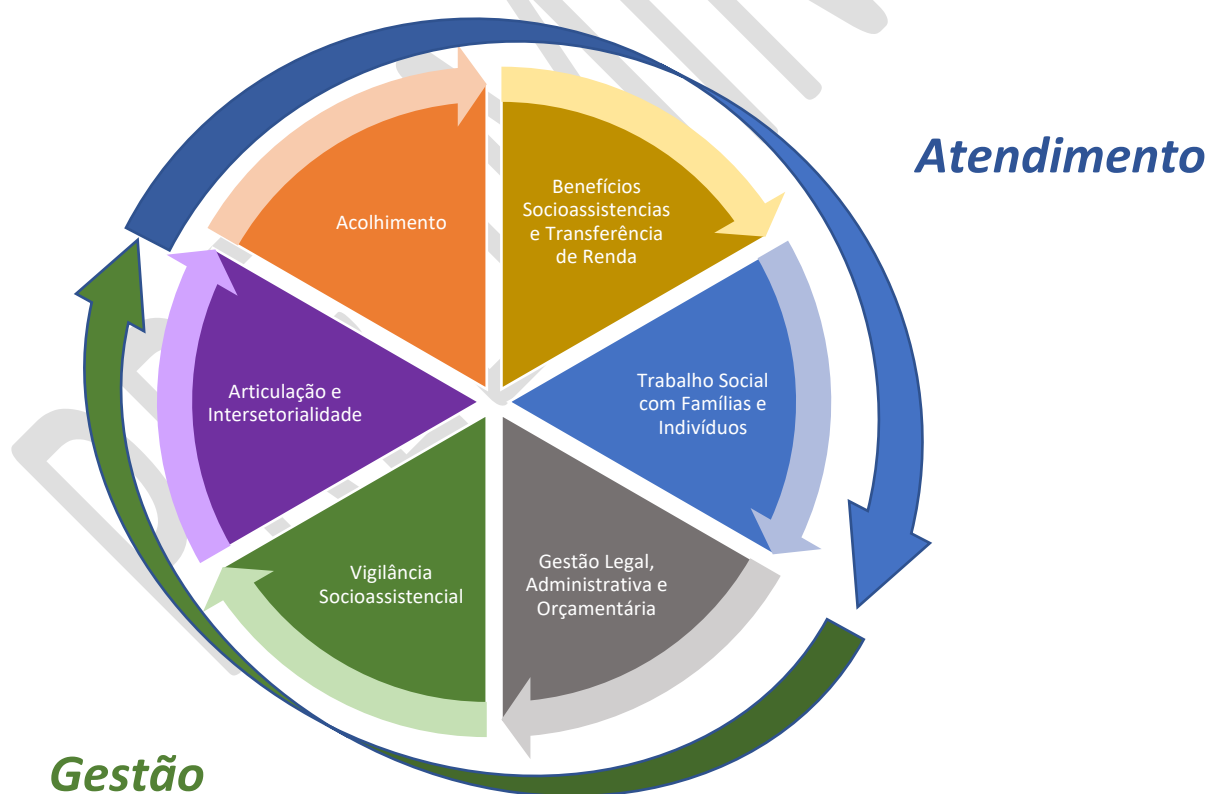 Atendimento
Acolhimento
Benefícios
Socioassistencias
e Transferência
de Renda
Trabalho Social
com Famílias e
Indivíduos
Gestão Legal,
Administrativa e
Orçamentária
Vigilância
Socioassistencial
Articulação e
Intersetorialidade
Gestão